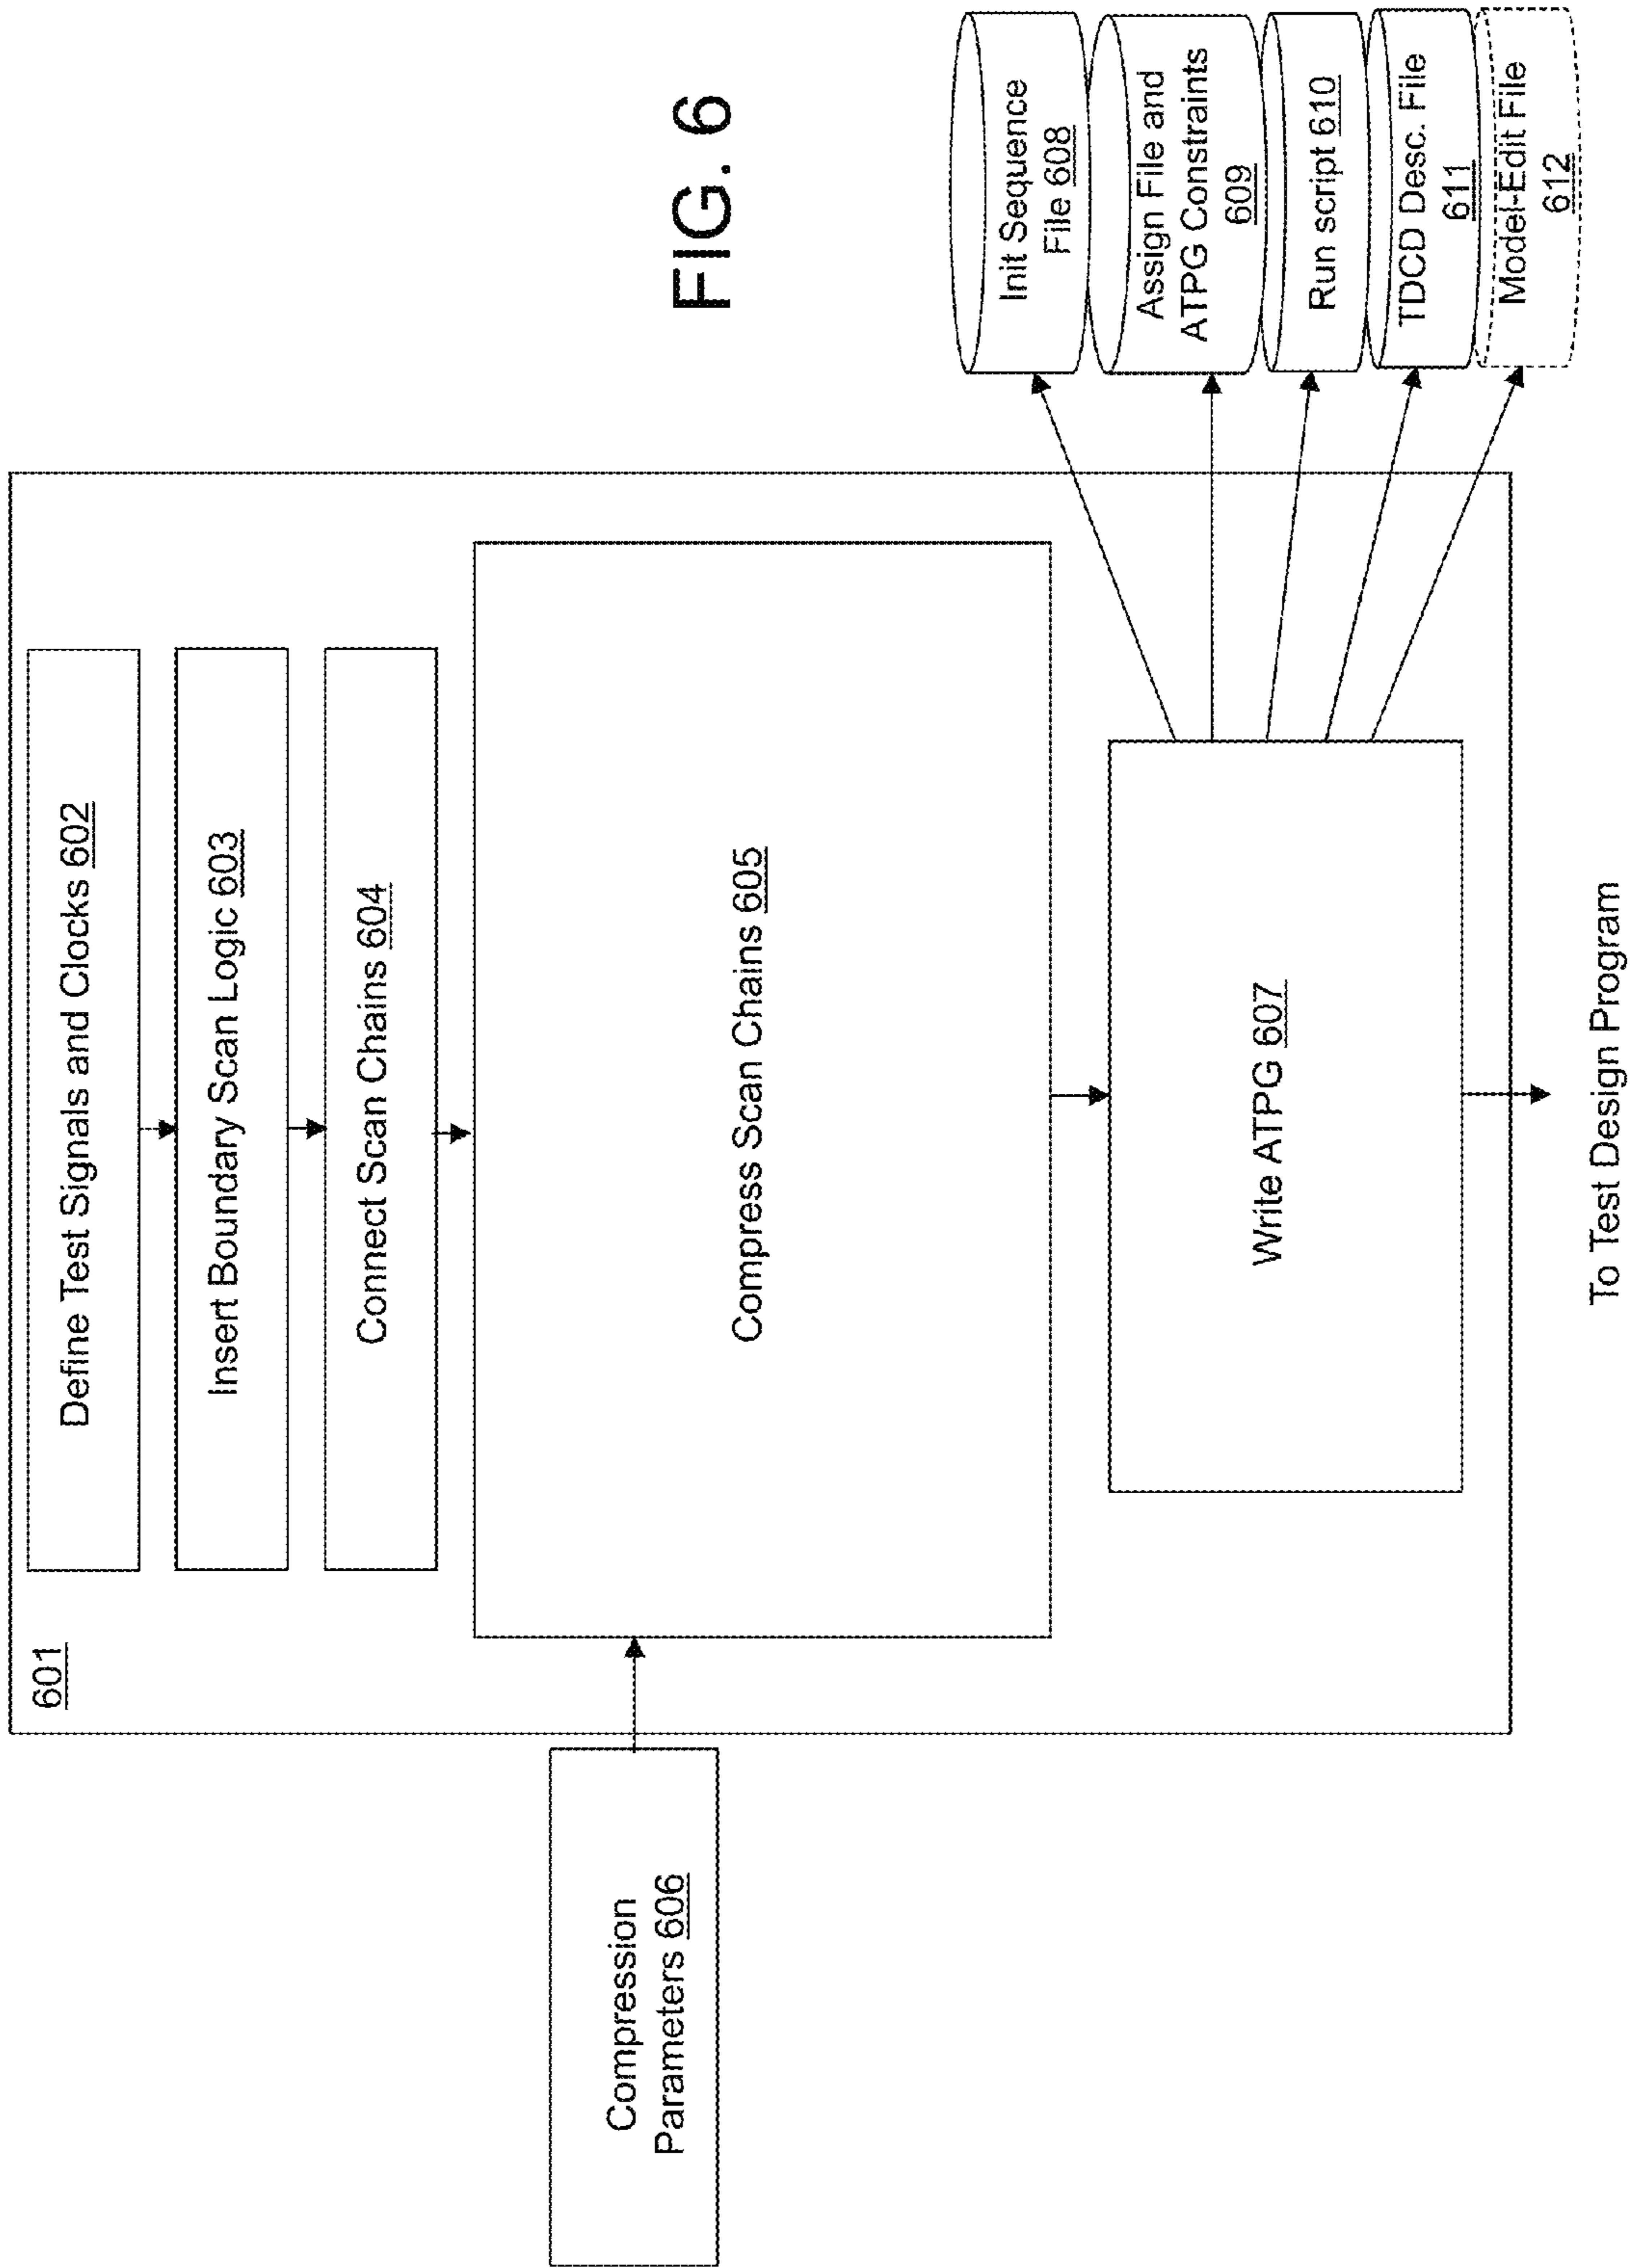 FIG. 6
601
Define Test Signals and Clocks 602
Insert Boundary Scan Logic 603
Connect Scan Chains 604
Compression
Parameters 606
Compress Scan Chains 605
Write ATPG 607
Init Sequence
File 608
Assign File and
ATPG Constraints
609
Run script 610
TDCD Desc. File
611
Model-Edit File
612
To Test Design Program